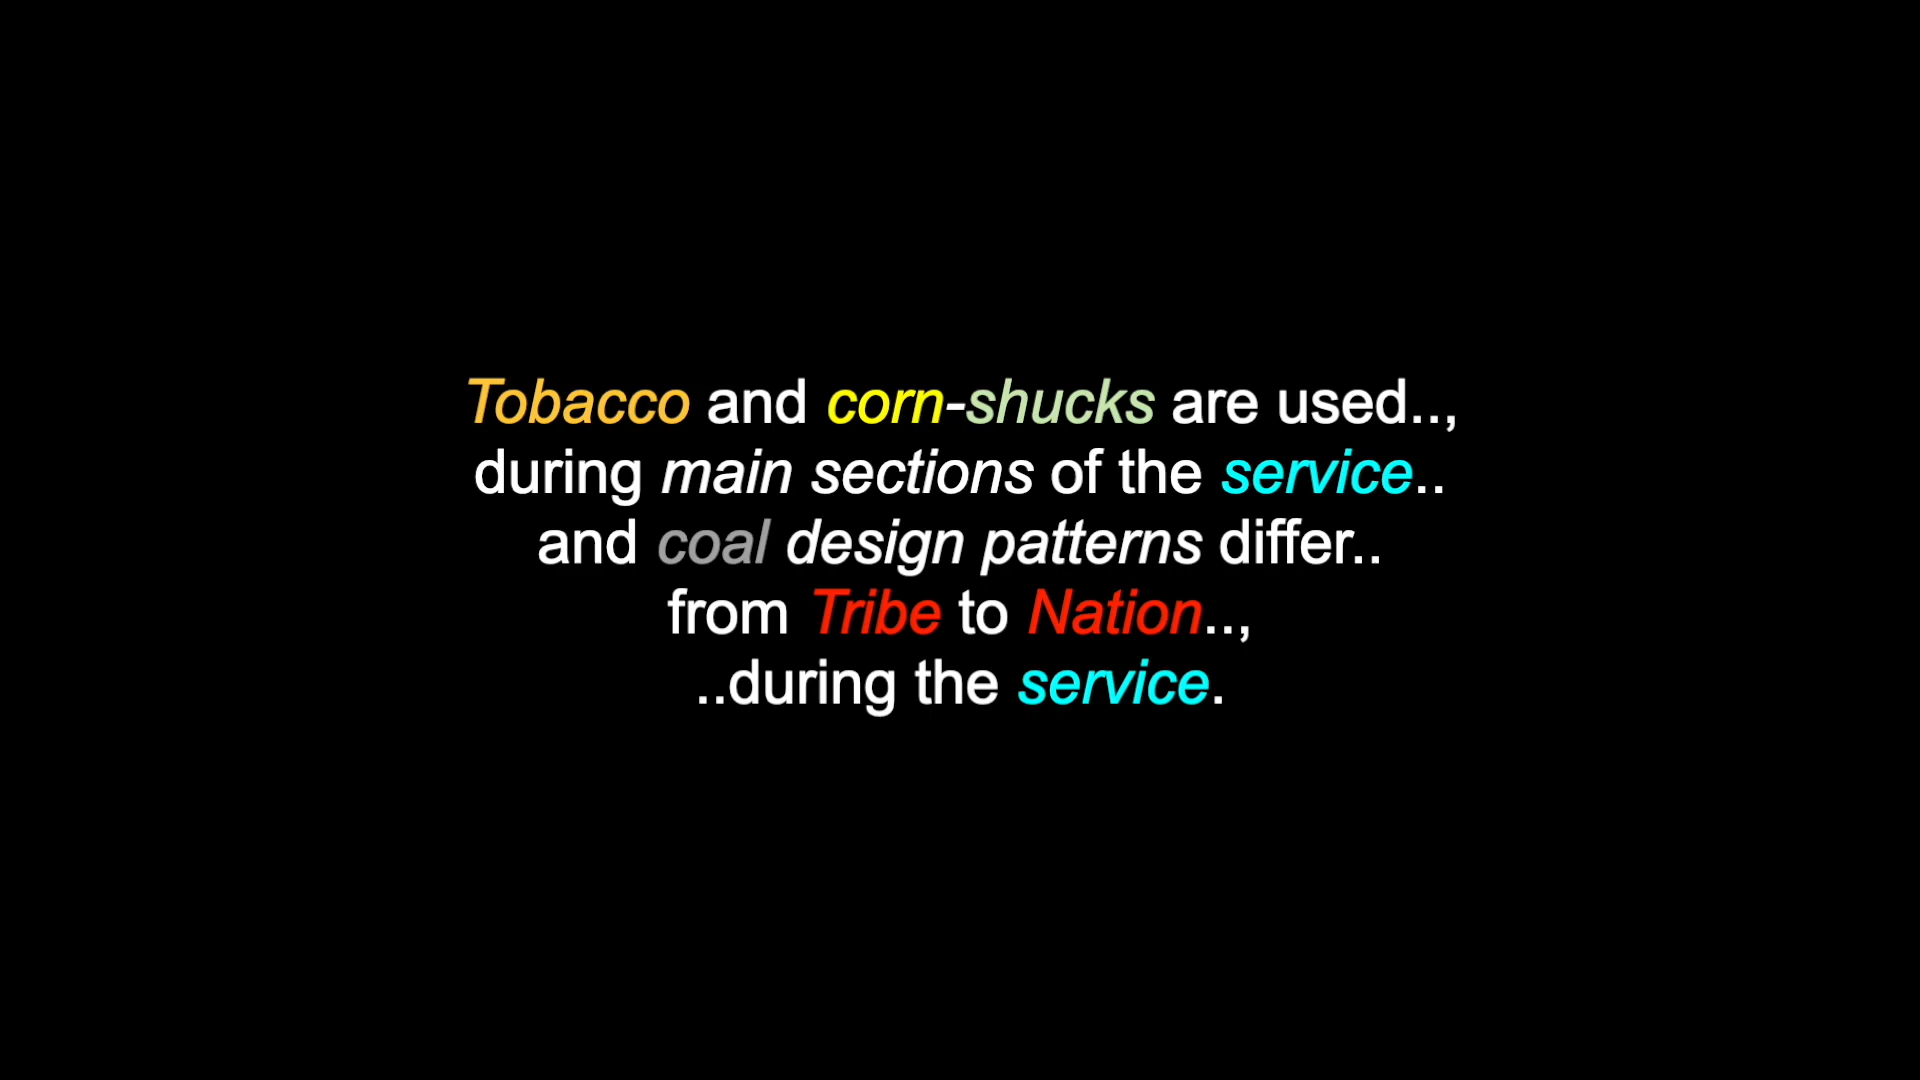 Tobacco and corn-shucks are used..,
during main sections of the service..
and coal design patterns differ..
from Tribe to Nation..,
..during the service.